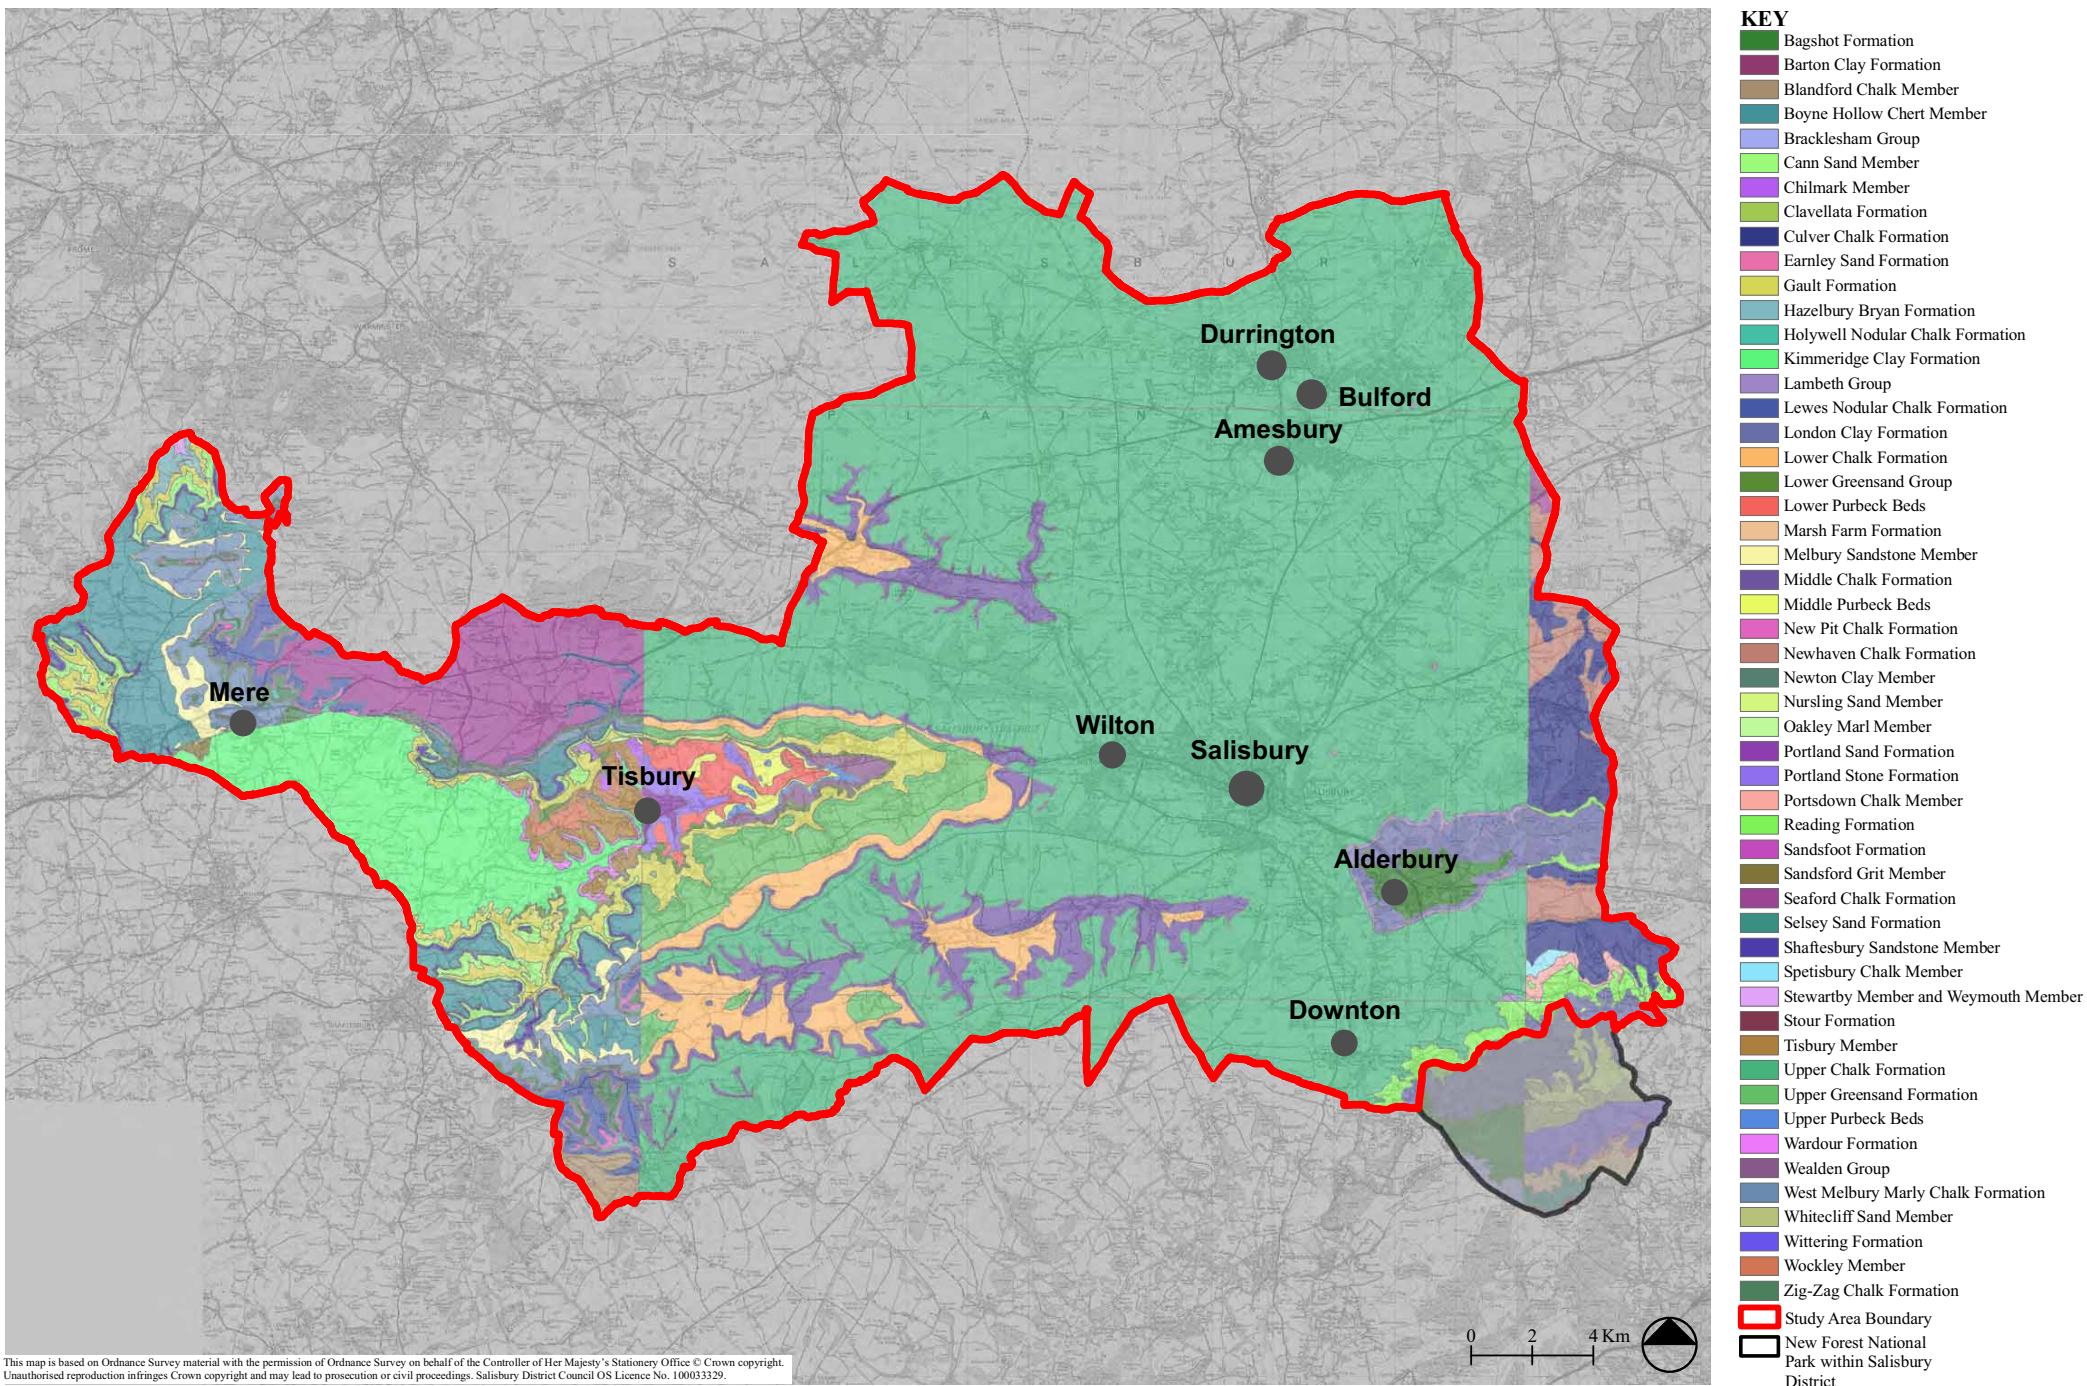 KEY
Bagshot Formation
Barton Clay Formation
Blandford Chalk Member
Boyne Hollow Chert Member
Bracklesham Group
Cann Sand Member
Chilmark Member
Clavellata Formation
Culver Chalk Formation
Earnley Sand Formation
Gault Formation
Hazelbury Bryan Formation
Holywell Nodular Chalk Formation
Kimmeridge Clay Formation
Lambeth Group
Lewes Nodular Chalk Formation
London Clay Formation
Lower Chalk Formation
Lower Greensand Group
Lower Purbeck Beds
Marsh Farm Formation
Melbury Sandstone Member
Middle Chalk Formation
Middle Purbeck Beds
New Pit Chalk Formation
Newhaven Chalk Formation
Newton Clay Member
Nursling Sand Member
Oakley Marl Member
Portland Sand Formation
Portland Stone Formation
Portsdown Chalk Member
Reading Formation
Sandsfoot Formation
Sandsford Grit Member
Seaford Chalk Formation
Selsey Sand Formation
Shaftesbury Sandstone Member
Spetisbury Chalk Member
Stewartby Member and Weymouth Member
Stour Formation
Tisbury Member
Upper Chalk Formation
Upper Greensand Formation
Upper Purbeck Beds
Wardour Formation
Wealden Group
West Melbury Marly Chalk Formation
Whitecliff Sand Member
Wittering Formation
Wockley Member
Zig-Zag Chalk Formation
Study Area Boundary
New Forest National
Park within Salisbury
District
S A L I S B U R Y
P L A I N
Durrington
Bulford
Amesbury
Mere
Tisbury
Wilton
Salisbury
Alderbury
Downton
0 2 4 Km
This map is based on Ordnance Survey material with the permission of Ordnance Survey on behalf of the Controller of Her Majesty's Stationery Office © Crown copyright.
Unauthorised reproduction infringes Crown copyright and may lead to prosecution or civil proceedings. Salisbury District Council OS Licence No. 100033329.